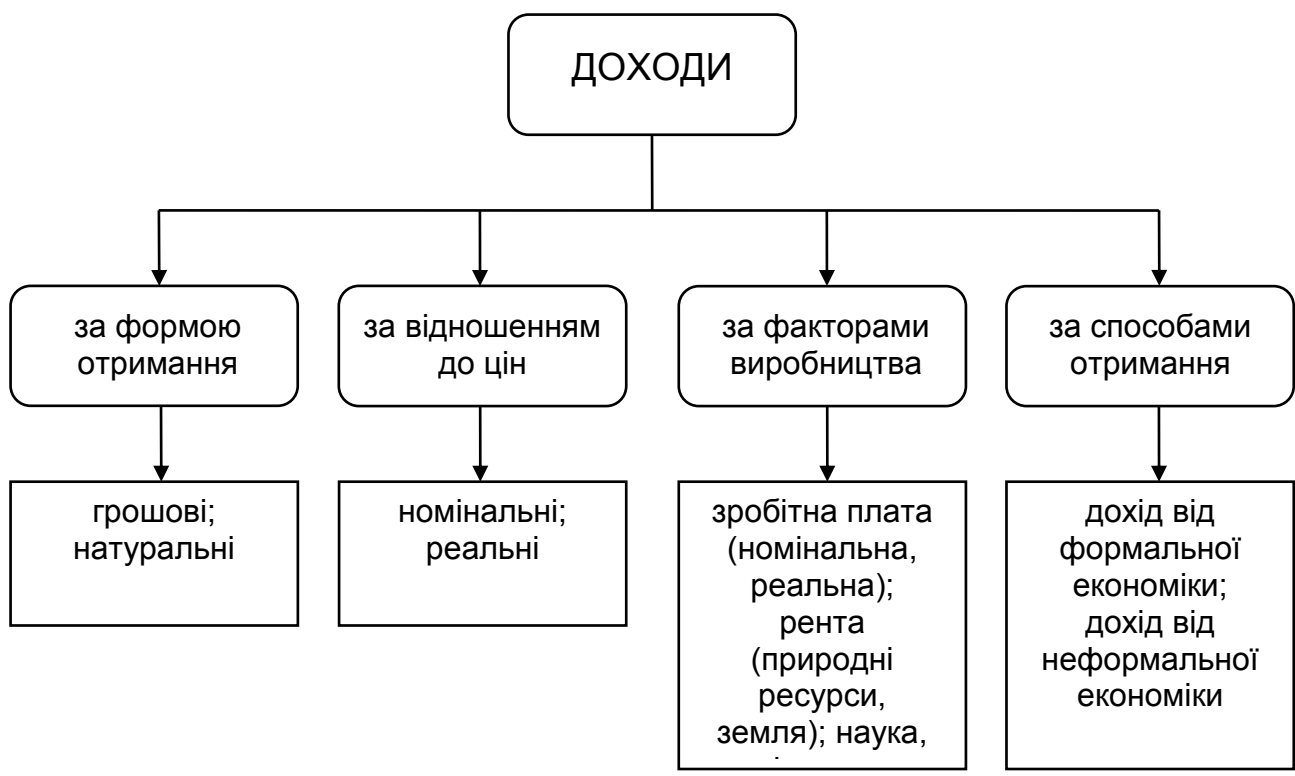 ДОХОДИ
за формою
отримання
за відношенням
до цін
за факторами
виробництва
за способами
отримання
грошові;
натуральні
номінальні;
реальні
зробітна плата
(номінальна,
реальна);
рента
(природні
ресурси,
земля); наука,
дохід від
формальної
економіки;
дохід від
неформальної
економіки